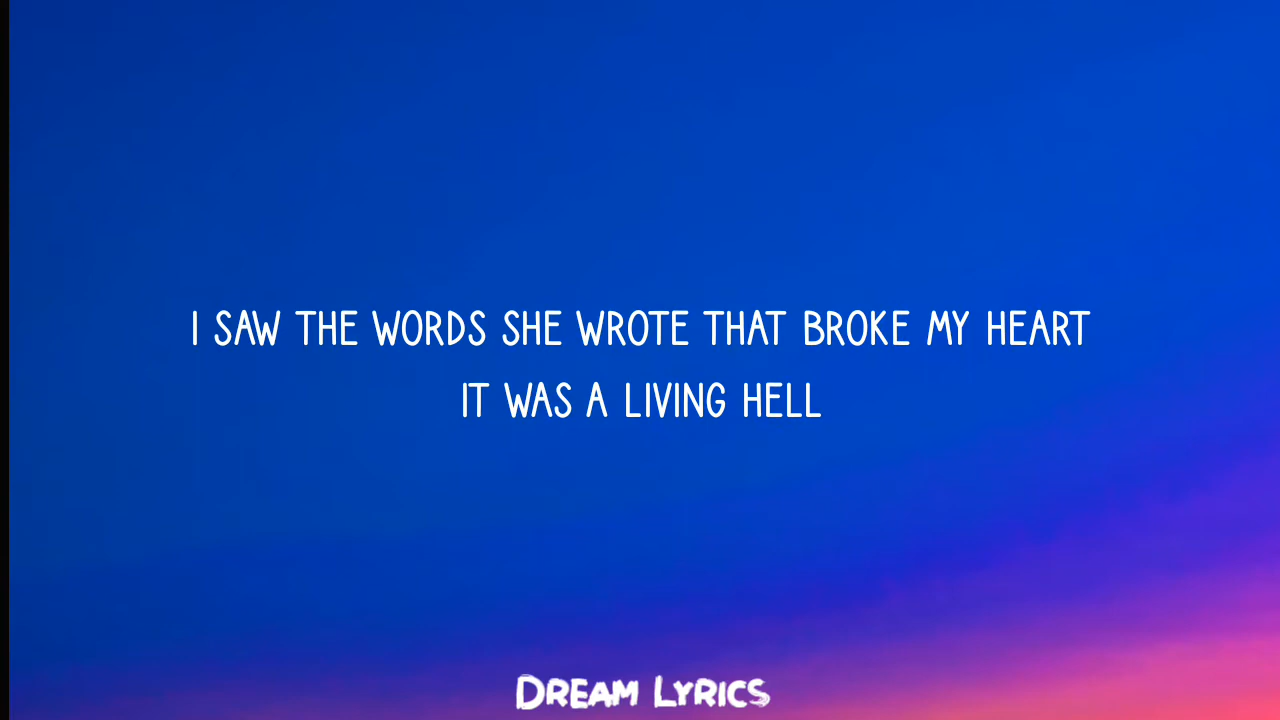 I SAW THE WORDS SHE WROTE THAT BROKE MY HEART
IT WAS A LIVING HELL
DREAM LYRICS